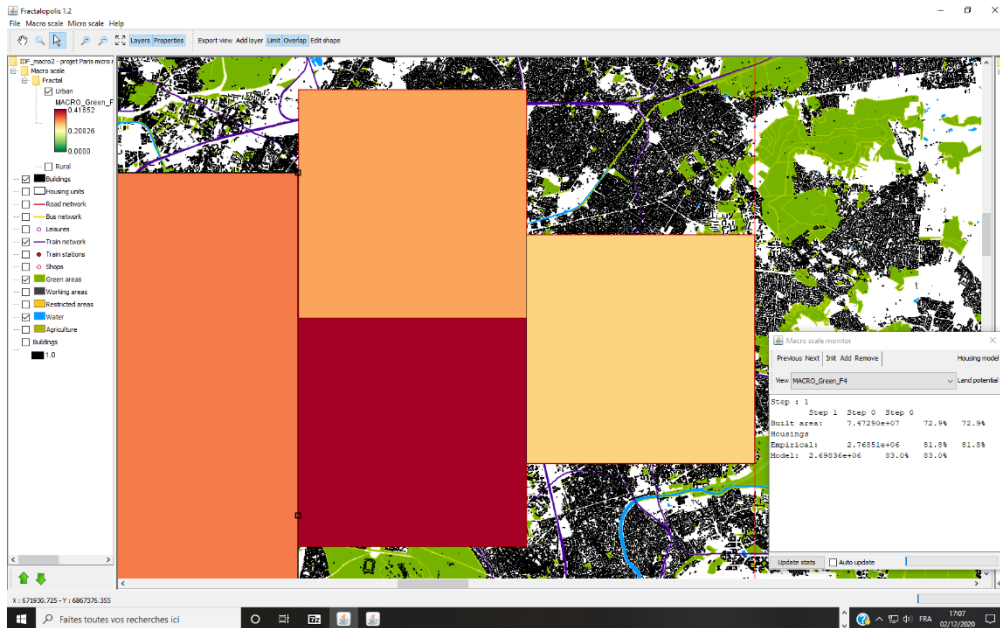 Fractalopolis 1.2
File Macro scale Micro scale Help
Layers Properties Export view Add layer Limit Overlap Edit shape
IDF_macro2 - projet Paris micro r
Macro scale
Fractal
Urban
MACRO_Green_F
0.41652
0.20826
0.0000
Rural
Buildings
Housing units
Road network
Bus network
Leisures
Train network
Train stations
Shops
Green areas
Working areas
Restricted areas
Water
Agriculture
Buildings
1.0
Macro scale monitor
Previous Next Init Add Remove Housing model
View MACRO_Green_F4 Land potential
Step : 1
Step 1 Step 0 Step 0
Built area: 7.47290e+07 72.9% 72.9%
Housings
Empirical: 2.76851e+06 81.8% 81.8%
Model: 2.69836e+06 83.0% 83.0%
Update stats Auto update
X : 671930.725 - Y : 6867376.355
Faites toutes vos recherches ici
FRA
17:07
02/12/2020